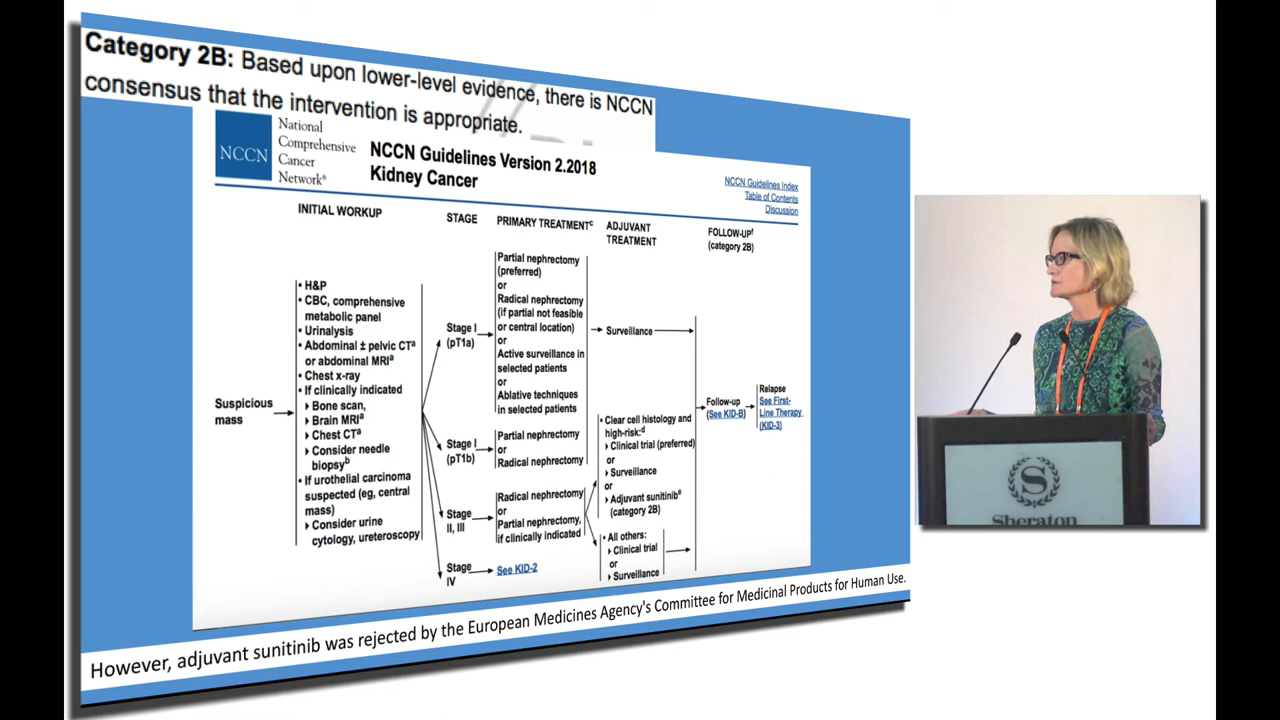 Category 2B: Based upon lower-level evidence, there is NCCN
consensus that the intervention is appropriate.
NCCN
National
Comprehensive
Cancer
Network®
NCCN Guidelines Version 2.2018
Kidney Cancer
NCCN Guidelines Index
Table of Contents
Discussion
INITIAL WORKUP
STAGE
PRIMARY TREATMENTᶜ
ADJUVANT
TREATMENT
FOLLOW-UPᶠ
(category 2B)
Suspicious
mass
• H&P
• CBC, comprehensive
metabolic panel
• Urinalysis
• Abdominal ± pelvic CTᵃ
or abdominal MRIᵃ
• Chest x-ray
• If clinically indicated
Bone scan,
Brain MRIᵃ
Chest CTᵃ
Consider needle
biopsyᵇ
• If urothelial carcinoma
suspected (eg, central
mass)
Consider urine
cytology, ureteroscopy
Stage I
(pT1a)
Partial nephrectomy
(preferred)
or
Radical nephrectomy
(if partial not feasible
or central location)
or
Active surveillance in
selected patients
or
Ablative techniques
in selected patients
Surveillance
Stage I
(pT1b)
Partial nephrectomy
or
Radical nephrectomy
Stage
II, III
Radical nephrectomy
or
Partial nephrectomy,
if clinically indicated
• Clear cell histology and
high-risk:ᵈ
Clinical trial (preferred)
or
Surveillance
or
Adjuvant sunitinibᵉ
(category 2B)
• All others:
Clinical trial
or
Surveillance
Stage
IV
See KID-2
Follow-up
(See KID-B)
Relapse
See First-
Line Therapy
(KID-3)
However, adjuvant sunitinib was rejected by the European Medicines Agency's Committee for Medicinal Products for Human Use.
S
Sheraton